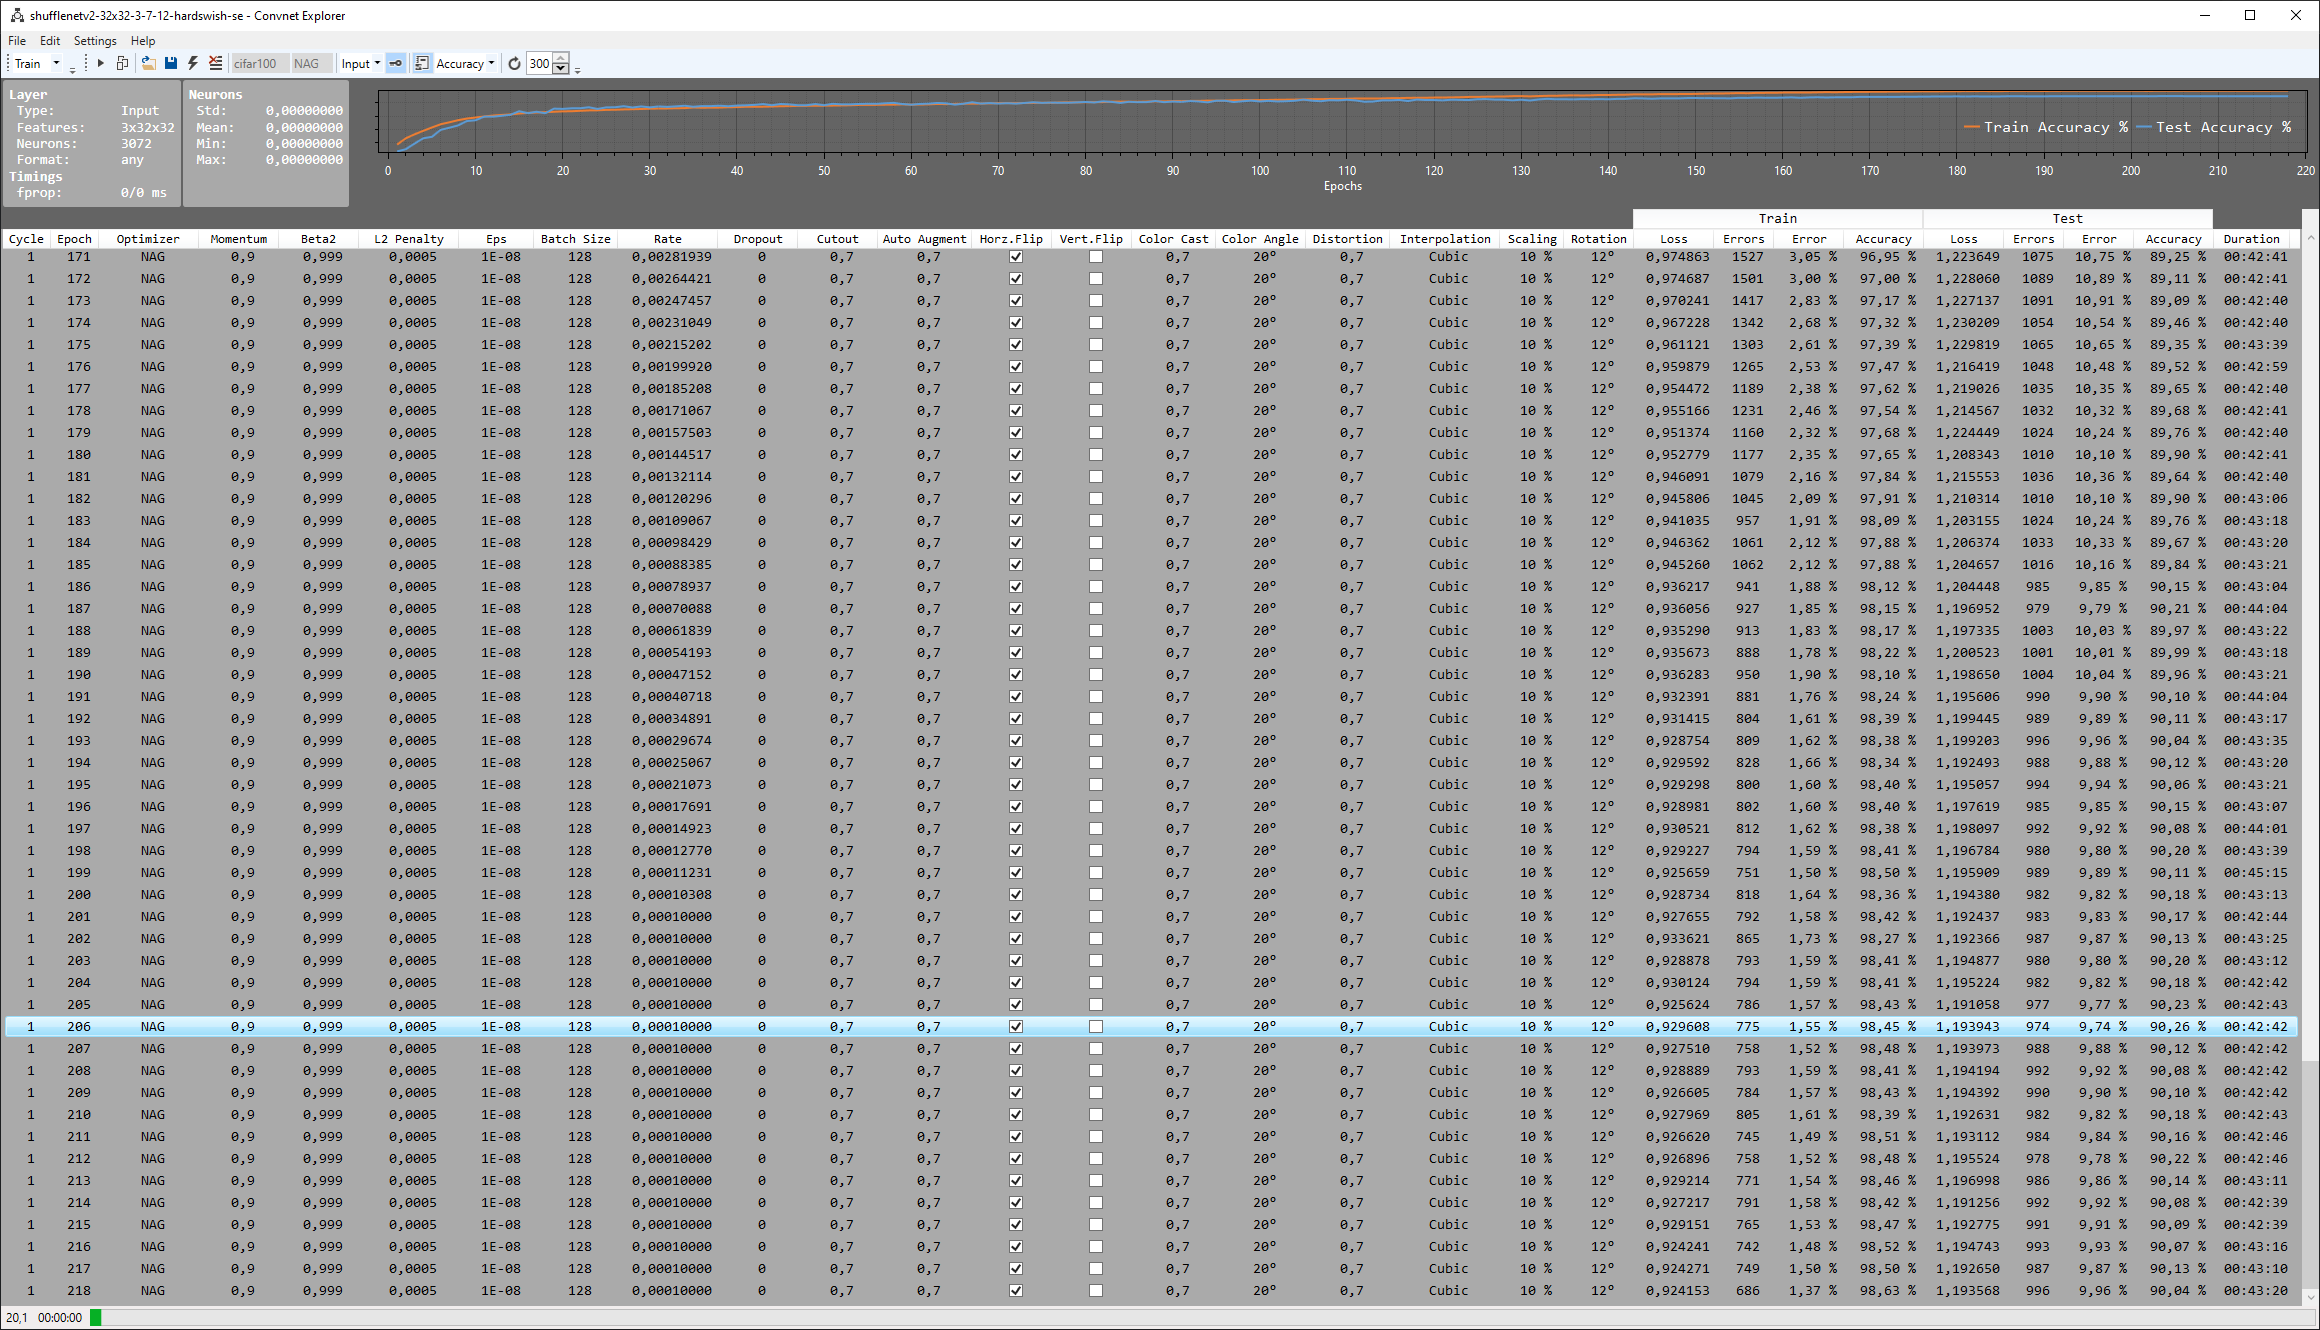 shufflenetv2-32x32-3-7-12-hardswish-se - Convnet Explorer
File Edit Settings Help
Train cifar100 NAG Input Accuracy 300
Layer
Type: Input
Features: 3x32x32
Neurons: 3072
Format: any
Timings
fprop: 0/0 ms
Neurons
Std: 0,00000000
Mean: 0,00000000
Min: 0,00000000
Max: 0,00000000
Train Accuracy % Test Accuracy %
0 10 20 30 40 50 60 70 80 90 100 110 120 130 140 150 160 170 180 190 200 210 220
Epochs
Train Test
Cycle Epoch Optimizer Momentum Beta2 L2 Penalty Eps Batch Size Rate Dropout Cutout Auto Augment Horz.Flip Vert.Flip Color Cast Color Angle Distortion Interpolation Scaling Rotation Loss Errors Error Accuracy Loss Errors Error Accuracy Duration
1 171 NAG 0,9 0,999 0,0005 1E-08 128 0,00281939 0 0,7 0,7 0,7 20° 0,7 Cubic 10 % 12° 0,974863 1527 3,05 % 96,95 % 1,223649 1075 10,75 % 89,25 % 00:42:41
1 172 NAG 0,9 0,999 0,0005 1E-08 128 0,00264421 0 0,7 0,7 0,7 20° 0,7 Cubic 10 % 12° 0,974687 1501 3,00 % 97,00 % 1,228060 1089 10,89 % 89,11 % 00:42:41
1 173 NAG 0,9 0,999 0,0005 1E-08 128 0,00247457 0 0,7 0,7 0,7 20° 0,7 Cubic 10 % 12° 0,970241 1417 2,83 % 97,17 % 1,227137 1091 10,91 % 89,09 % 00:42:40
1 174 NAG 0,9 0,999 0,0005 1E-08 128 0,00231049 0 0,7 0,7 0,7 20° 0,7 Cubic 10 % 12° 0,967228 1342 2,68 % 97,32 % 1,230209 1054 10,54 % 89,46 % 00:42:40
1 175 NAG 0,9 0,999 0,0005 1E-08 128 0,00215202 0 0,7 0,7 0,7 20° 0,7 Cubic 10 % 12° 0,961121 1303 2,61 % 97,39 % 1,229819 1065 10,65 % 89,35 % 00:43:39
1 176 NAG 0,9 0,999 0,0005 1E-08 128 0,00199920 0 0,7 0,7 0,7 20° 0,7 Cubic 10 % 12° 0,959879 1265 2,53 % 97,47 % 1,216419 1048 10,48 % 89,52 % 00:42:59
1 177 NAG 0,9 0,999 0,0005 1E-08 128 0,00185208 0 0,7 0,7 0,7 20° 0,7 Cubic 10 % 12° 0,954472 1189 2,38 % 97,62 % 1,219026 1035 10,35 % 89,65 % 00:42:40
1 178 NAG 0,9 0,999 0,0005 1E-08 128 0,00171067 0 0,7 0,7 0,7 20° 0,7 Cubic 10 % 12° 0,955166 1231 2,46 % 97,54 % 1,214567 1032 10,32 % 89,68 % 00:42:41
1 179 NAG 0,9 0,999 0,0005 1E-08 128 0,00157503 0 0,7 0,7 0,7 20° 0,7 Cubic 10 % 12° 0,951374 1160 2,32 % 97,68 % 1,224449 1024 10,24 % 89,76 % 00:42:40
1 180 NAG 0,9 0,999 0,0005 1E-08 128 0,00144517 0 0,7 0,7 0,7 20° 0,7 Cubic 10 % 12° 0,952779 1177 2,35 % 97,65 % 1,208343 1010 10,10 % 89,90 % 00:42:41
1 181 NAG 0,9 0,999 0,0005 1E-08 128 0,00132114 0 0,7 0,7 0,7 20° 0,7 Cubic 10 % 12° 0,946091 1079 2,16 % 97,84 % 1,215553 1036 10,36 % 89,64 % 00:42:40
1 182 NAG 0,9 0,999 0,0005 1E-08 128 0,00120296 0 0,7 0,7 0,7 20° 0,7 Cubic 10 % 12° 0,945806 1045 2,09 % 97,91 % 1,210314 1010 10,10 % 89,90 % 00:43:06
1 183 NAG 0,9 0,999 0,0005 1E-08 128 0,00109067 0 0,7 0,7 0,7 20° 0,7 Cubic 10 % 12° 0,941035 957 1,91 % 98,09 % 1,203155 1024 10,24 % 89,76 % 00:43:18
1 184 NAG 0,9 0,999 0,0005 1E-08 128 0,00098429 0 0,7 0,7 0,7 20° 0,7 Cubic 10 % 12° 0,946362 1061 2,12 % 97,88 % 1,206374 1033 10,33 % 89,67 % 00:43:20
1 185 NAG 0,9 0,999 0,0005 1E-08 128 0,00088385 0 0,7 0,7 0,7 20° 0,7 Cubic 10 % 12° 0,945260 1062 2,12 % 97,88 % 1,204657 1016 10,16 % 89,84 % 00:43:21
1 186 NAG 0,9 0,999 0,0005 1E-08 128 0,00078937 0 0,7 0,7 0,7 20° 0,7 Cubic 10 % 12° 0,936217 941 1,88 % 98,12 % 1,204448 985 9,85 % 90,15 % 00:43:04
1 187 NAG 0,9 0,999 0,0005 1E-08 128 0,00070088 0 0,7 0,7 0,7 20° 0,7 Cubic 10 % 12° 0,936056 927 1,85 % 98,15 % 1,196952 979 9,79 % 90,21 % 00:44:04
1 188 NAG 0,9 0,999 0,0005 1E-08 128 0,00061839 0 0,7 0,7 0,7 20° 0,7 Cubic 10 % 12° 0,935290 913 1,83 % 98,17 % 1,197335 1003 10,03 % 89,97 % 00:43:22
1 189 NAG 0,9 0,999 0,0005 1E-08 128 0,00054193 0 0,7 0,7 0,7 20° 0,7 Cubic 10 % 12° 0,935673 888 1,78 % 98,22 % 1,200523 1001 10,01 % 89,99 % 00:43:18
1 190 NAG 0,9 0,999 0,0005 1E-08 128 0,00047152 0 0,7 0,7 0,7 20° 0,7 Cubic 10 % 12° 0,936283 950 1,90 % 98,10 % 1,198650 1004 10,04 % 89,96 % 00:43:21
1 191 NAG 0,9 0,999 0,0005 1E-08 128 0,00040718 0 0,7 0,7 0,7 20° 0,7 Cubic 10 % 12° 0,932391 881 1,76 % 98,24 % 1,195606 990 9,90 % 90,10 % 00:44:04
1 192 NAG 0,9 0,999 0,0005 1E-08 128 0,00034891 0 0,7 0,7 0,7 20° 0,7 Cubic 10 % 12° 0,931415 804 1,61 % 98,39 % 1,199445 989 9,89 % 90,11 % 00:43:17
1 193 NAG 0,9 0,999 0,0005 1E-08 128 0,00029674 0 0,7 0,7 0,7 20° 0,7 Cubic 10 % 12° 0,928754 809 1,62 % 98,38 % 1,199203 996 9,96 % 90,04 % 00:43:35
1 194 NAG 0,9 0,999 0,0005 1E-08 128 0,00025067 0 0,7 0,7 0,7 20° 0,7 Cubic 10 % 12° 0,929592 828 1,66 % 98,34 % 1,192493 988 9,88 % 90,12 % 00:43:20
1 195 NAG 0,9 0,999 0,0005 1E-08 128 0,00021073 0 0,7 0,7 0,7 20° 0,7 Cubic 10 % 12° 0,929298 800 1,60 % 98,40 % 1,195057 994 9,94 % 90,06 % 00:43:21
1 196 NAG 0,9 0,999 0,0005 1E-08 128 0,00017691 0 0,7 0,7 0,7 20° 0,7 Cubic 10 % 12° 0,928981 802 1,60 % 98,40 % 1,197619 985 9,85 % 90,15 % 00:43:07
1 197 NAG 0,9 0,999 0,0005 1E-08 128 0,00014923 0 0,7 0,7 0,7 20° 0,7 Cubic 10 % 12° 0,930521 812 1,62 % 98,38 % 1,198097 992 9,92 % 90,08 % 00:44:01
1 198 NAG 0,9 0,999 0,0005 1E-08 128 0,00012770 0 0,7 0,7 0,7 20° 0,7 Cubic 10 % 12° 0,929227 794 1,59 % 98,41 % 1,196784 980 9,80 % 90,20 % 00:43:39
1 199 NAG 0,9 0,999 0,0005 1E-08 128 0,00011231 0 0,7 0,7 0,7 20° 0,7 Cubic 10 % 12° 0,925659 751 1,50 % 98,50 % 1,195909 989 9,89 % 90,11 % 00:45:15
1 200 NAG 0,9 0,999 0,0005 1E-08 128 0,00010308 0 0,7 0,7 0,7 20° 0,7 Cubic 10 % 12° 0,928734 818 1,64 % 98,36 % 1,194380 982 9,82 % 90,18 % 00:43:13
1 201 NAG 0,9 0,999 0,0005 1E-08 128 0,00010000 0 0,7 0,7 0,7 20° 0,7 Cubic 10 % 12° 0,927655 792 1,58 % 98,42 % 1,192437 983 9,83 % 90,17 % 00:42:44
1 202 NAG 0,9 0,999 0,0005 1E-08 128 0,00010000 0 0,7 0,7 0,7 20° 0,7 Cubic 10 % 12° 0,933621 865 1,73 % 98,27 % 1,192366 987 9,87 % 90,13 % 00:43:25
1 203 NAG 0,9 0,999 0,0005 1E-08 128 0,00010000 0 0,7 0,7 0,7 20° 0,7 Cubic 10 % 12° 0,928878 793 1,59 % 98,41 % 1,194877 980 9,80 % 90,20 % 00:43:12
1 204 NAG 0,9 0,999 0,0005 1E-08 128 0,00010000 0 0,7 0,7 0,7 20° 0,7 Cubic 10 % 12° 0,930124 794 1,59 % 98,41 % 1,195224 982 9,82 % 90,18 % 00:42:42
1 205 NAG 0,9 0,999 0,0005 1E-08 128 0,00010000 0 0,7 0,7 0,7 20° 0,7 Cubic 10 % 12° 0,925624 786 1,57 % 98,43 % 1,191058 977 9,77 % 90,23 % 00:42:43
1 206 NAG 0,9 0,999 0,0005 1E-08 128 0,00010000 0 0,7 0,7 0,7 20° 0,7 Cubic 10 % 12° 0,929608 775 1,55 % 98,45 % 1,193943 974 9,74 % 90,26 % 00:42:42
1 207 NAG 0,9 0,999 0,0005 1E-08 128 0,00010000 0 0,7 0,7 0,7 20° 0,7 Cubic 10 % 12° 0,927510 758 1,52 % 98,48 % 1,193973 988 9,88 % 90,12 % 00:42:42
1 208 NAG 0,9 0,999 0,0005 1E-08 128 0,00010000 0 0,7 0,7 0,7 20° 0,7 Cubic 10 % 12° 0,928889 793 1,59 % 98,41 % 1,194194 992 9,92 % 90,08 % 00:42:42
1 209 NAG 0,9 0,999 0,0005 1E-08 128 0,00010000 0 0,7 0,7 0,7 20° 0,7 Cubic 10 % 12° 0,926605 784 1,57 % 98,43 % 1,194392 990 9,90 % 90,10 % 00:42:42
1 210 NAG 0,9 0,999 0,0005 1E-08 128 0,00010000 0 0,7 0,7 0,7 20° 0,7 Cubic 10 % 12° 0,927969 805 1,61 % 98,39 % 1,192631 982 9,82 % 90,18 % 00:42:43
1 211 NAG 0,9 0,999 0,0005 1E-08 128 0,00010000 0 0,7 0,7 0,7 20° 0,7 Cubic 10 % 12° 0,926620 745 1,49 % 98,51 % 1,193112 984 9,84 % 90,16 % 00:42:46
1 212 NAG 0,9 0,999 0,0005 1E-08 128 0,00010000 0 0,7 0,7 0,7 20° 0,7 Cubic 10 % 12° 0,926896 758 1,52 % 98,48 % 1,195524 978 9,78 % 90,22 % 00:42:46
1 213 NAG 0,9 0,999 0,0005 1E-08 128 0,00010000 0 0,7 0,7 0,7 20° 0,7 Cubic 10 % 12° 0,929214 771 1,54 % 98,46 % 1,196998 986 9,86 % 90,14 % 00:43:11
1 214 NAG 0,9 0,999 0,0005 1E-08 128 0,00010000 0 0,7 0,7 0,7 20° 0,7 Cubic 10 % 12° 0,927217 791 1,58 % 98,42 % 1,191256 992 9,92 % 90,08 % 00:42:39
1 215 NAG 0,9 0,999 0,0005 1E-08 128 0,00010000 0 0,7 0,7 0,7 20° 0,7 Cubic 10 % 12° 0,929151 765 1,53 % 98,47 % 1,192775 991 9,91 % 90,09 % 00:42:39
1 216 NAG 0,9 0,999 0,0005 1E-08 128 0,00010000 0 0,7 0,7 0,7 20° 0,7 Cubic 10 % 12° 0,924241 742 1,48 % 98,52 % 1,194743 993 9,93 % 90,07 % 00:43:16
1 217 NAG 0,9 0,999 0,0005 1E-08 128 0,00010000 0 0,7 0,7 0,7 20° 0,7 Cubic 10 % 12° 0,924271 749 1,50 % 98,50 % 1,192650 987 9,87 % 90,13 % 00:43:10
1 218 NAG 0,9 0,999 0,0005 1E-08 128 0,00010000 0 0,7 0,7 0,7 20° 0,7 Cubic 10 % 12° 0,924153 686 1,37 % 98,63 % 1,193568 996 9,96 % 90,04 % 00:43:20
20,1 00:00:00